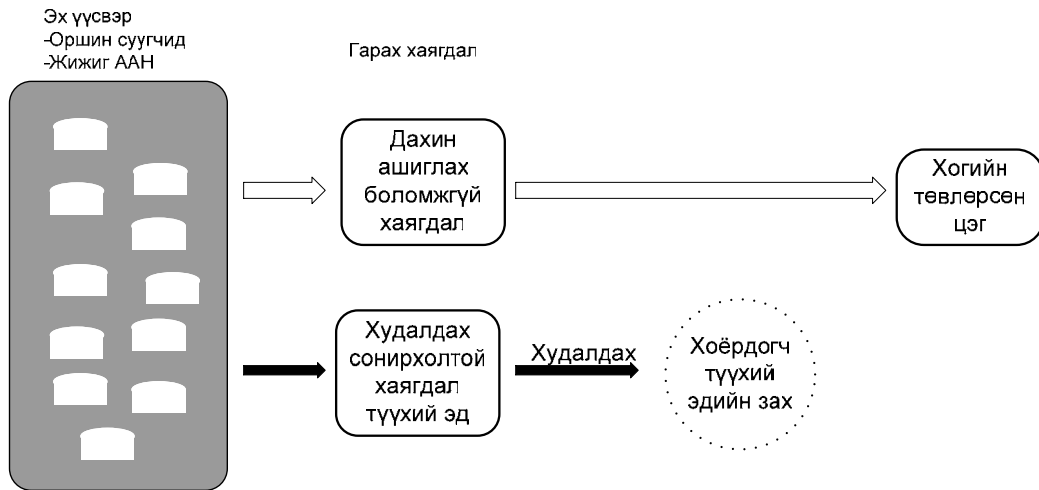 Эх үүсвэр
-Оршин суугчид
-Жижиг ААН
Гарах хаягдал
Дахин
ашиглах
боломжгүй
хаягдал
Хогийн
төвлөрсөн
цэг
Худалдах
сонирхолтой
хаягдал
түүхий эд
Худалдах
Хоёрдогч
түүхий
эдийн зах